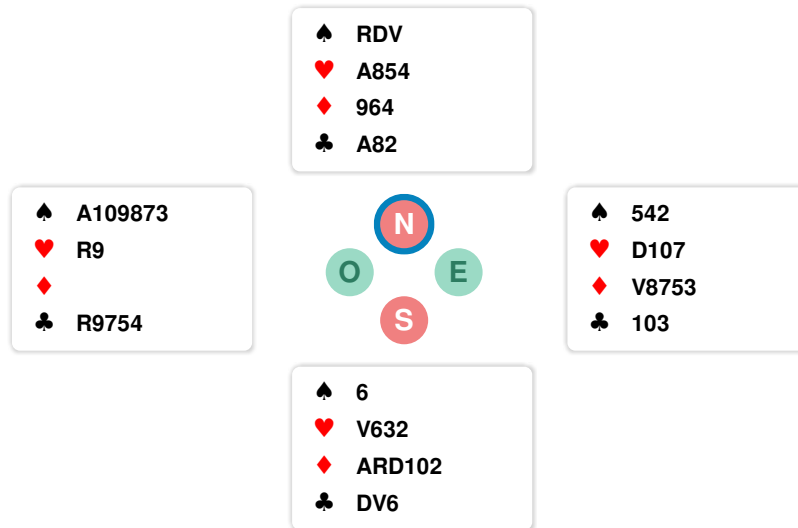 ♠ RDV
♥ A854
♦ 964
♣ A82
♠ A109873
♥ R9
♦
♣ R9754
N
O E
S
♠ 542
♥ D107
♦ V8753
♣ 103
♠ 6
♥ V632
♦ ARD102
♣ DV6